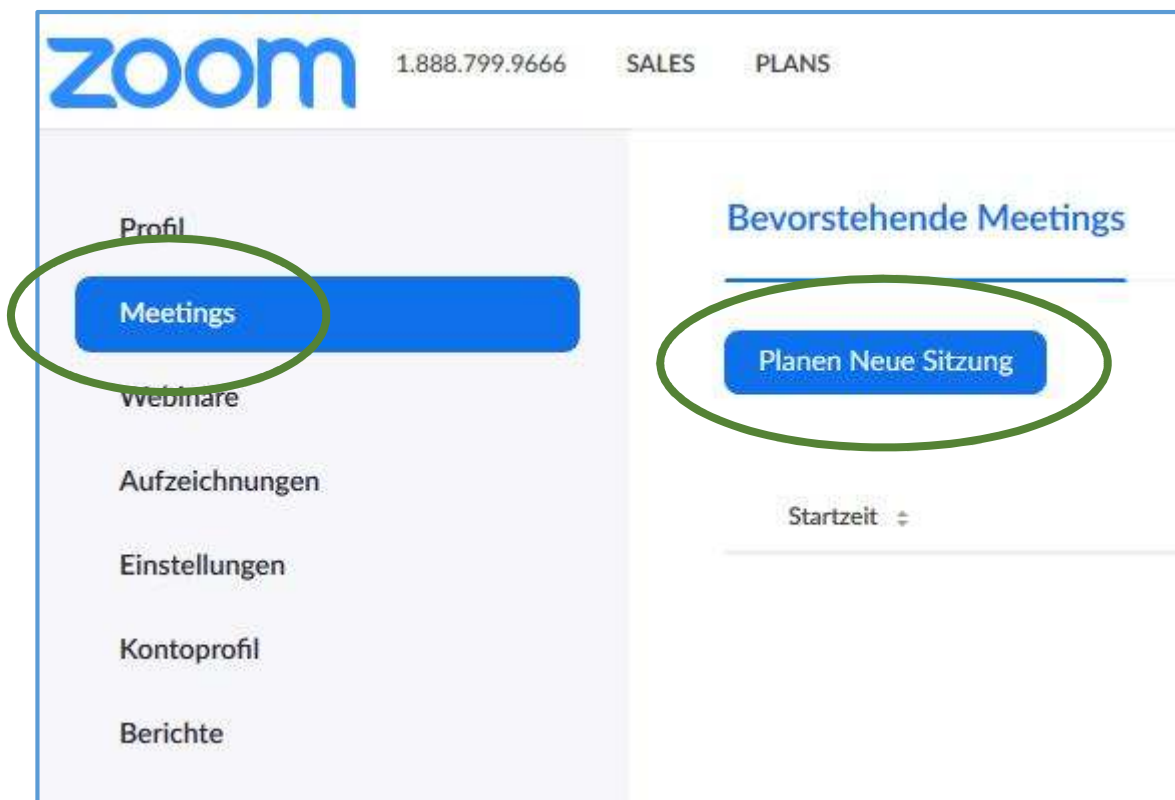 zoom 1.888.799.9666 SALES PLANS
Profil
Meetings
Webinare
Aufzeichnungen
Einstellungen
Kontoprofil
Berichte
Bevorstehende Meetings
Planen Neue Sitzung
Startzeit